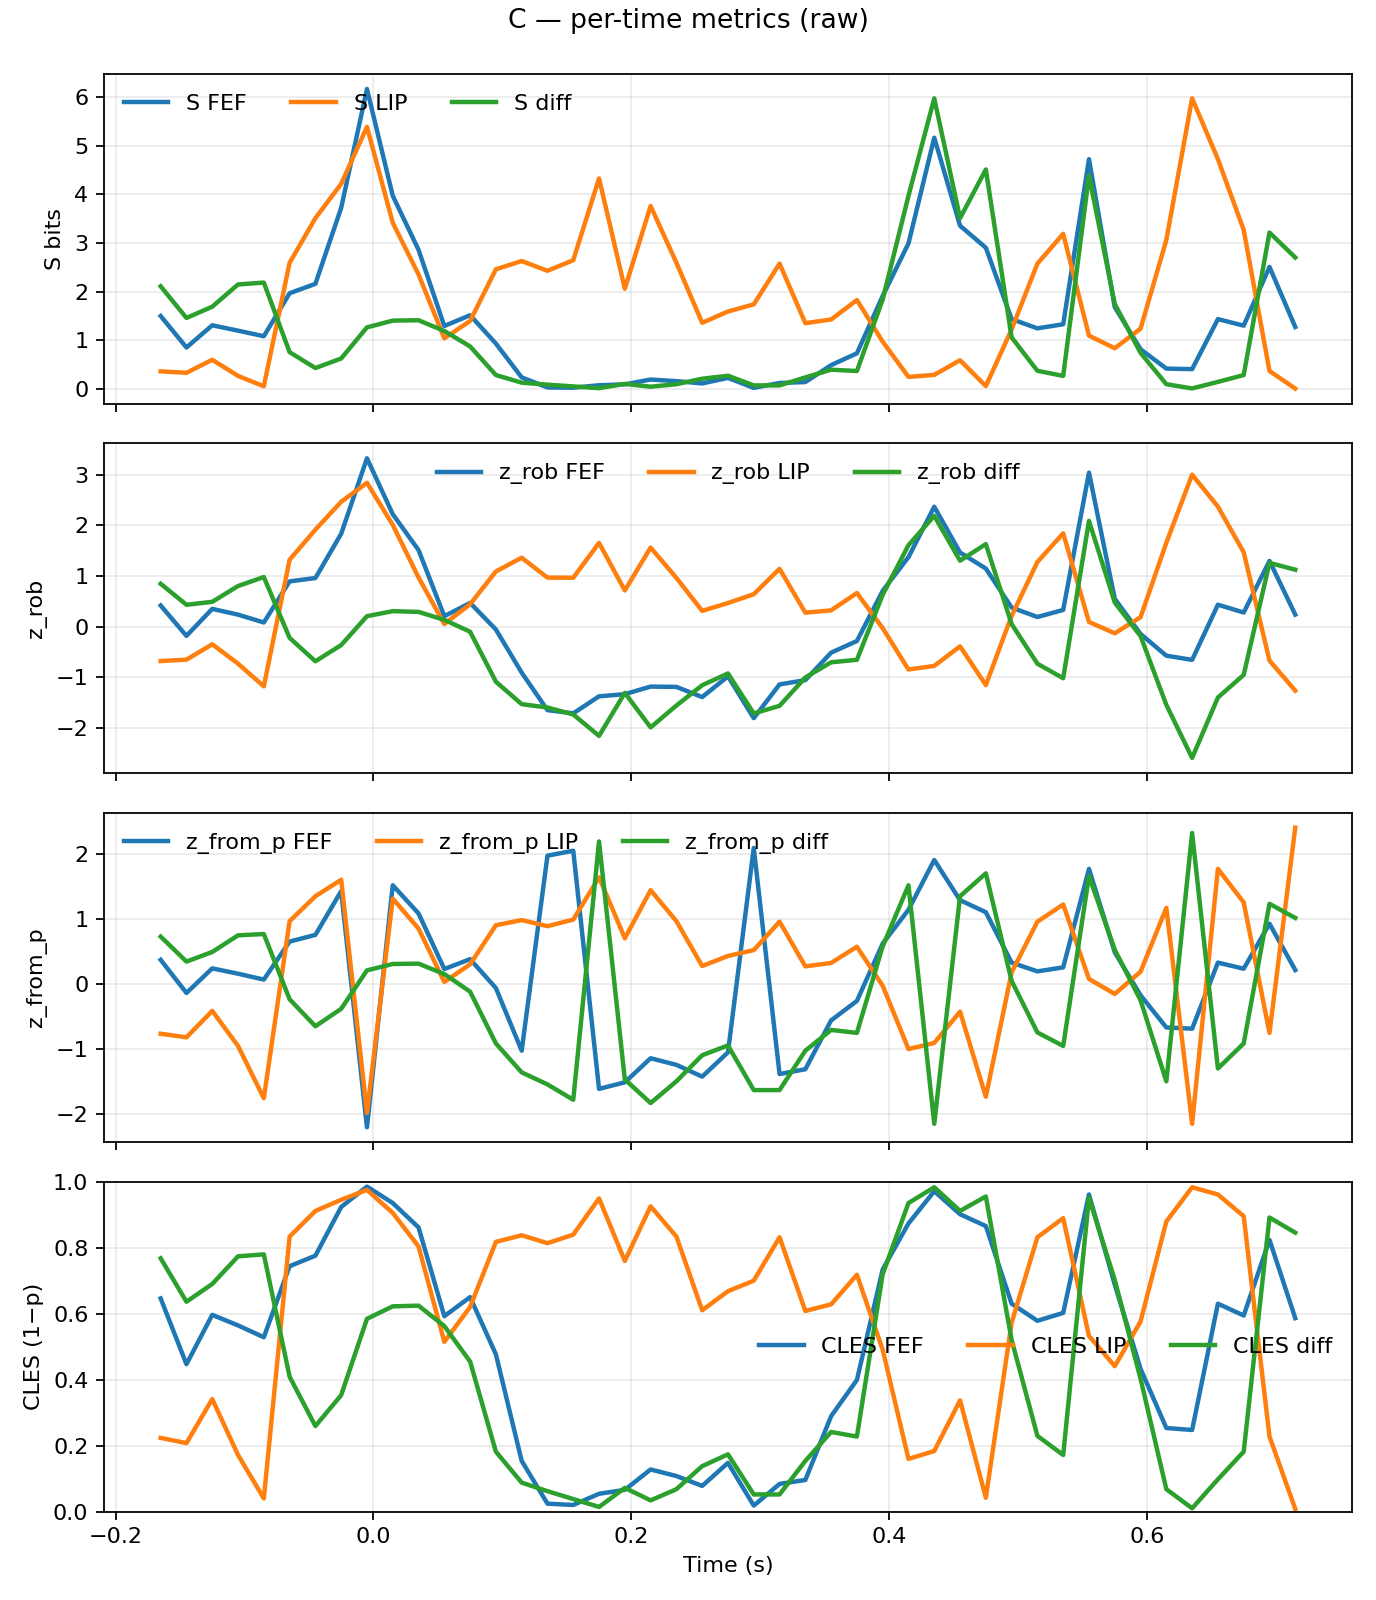 C — per-time metrics (raw)
S FEF S LIP S diff
6
5
4
3
2
1
0
S bits
z_rob FEF z_rob LIP z_rob diff
3
2
1
0
−1
−2
z_rob
z_from_p FEF z_from_p LIP z_from_p diff
2
1
0
−1
−2
z_from_p
1.0
0.8
0.6
0.4
0.2
0.0
CLES (1−p)
CLES FEF CLES LIP CLES diff
−0.2 0.0 0.2 0.4 0.6
Time (s)